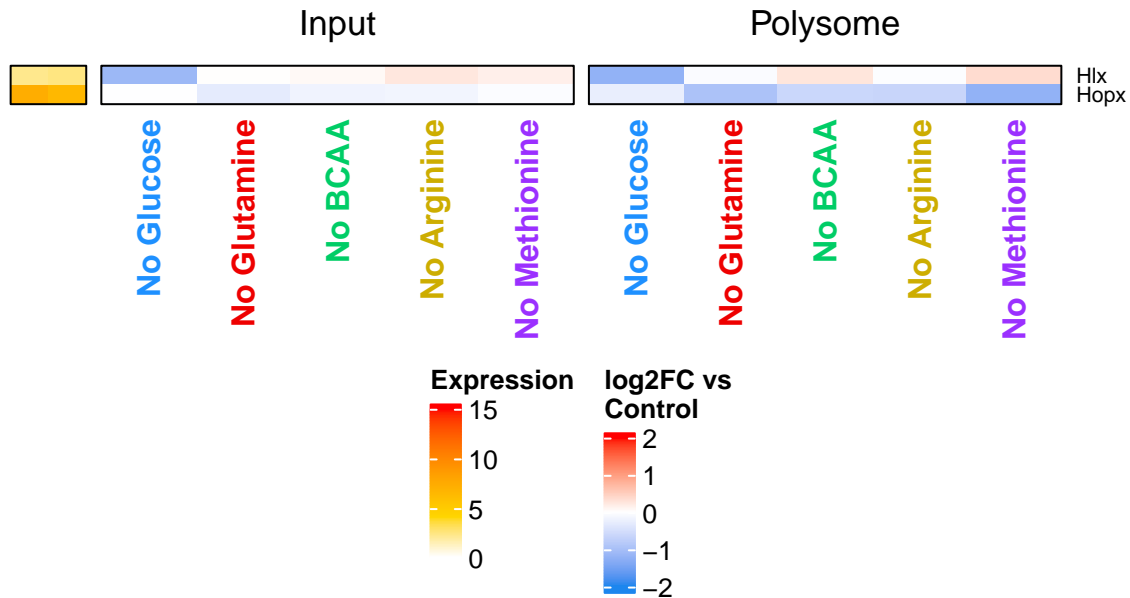 Input
Polysome
Hlx
Hopx
No Glucose
No Glutamine
No BCAA
No Arginine
No Methionine
No Glucose
No Glutamine
No BCAA
No Arginine
No Methionine
Expression
15
10
5
0
log2FC vs
Control
2
1
0
−1
−2